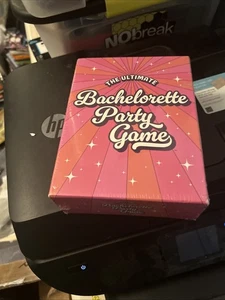 NObreak
THE ULTIMATE
Bachelorette
Party
Game
hp